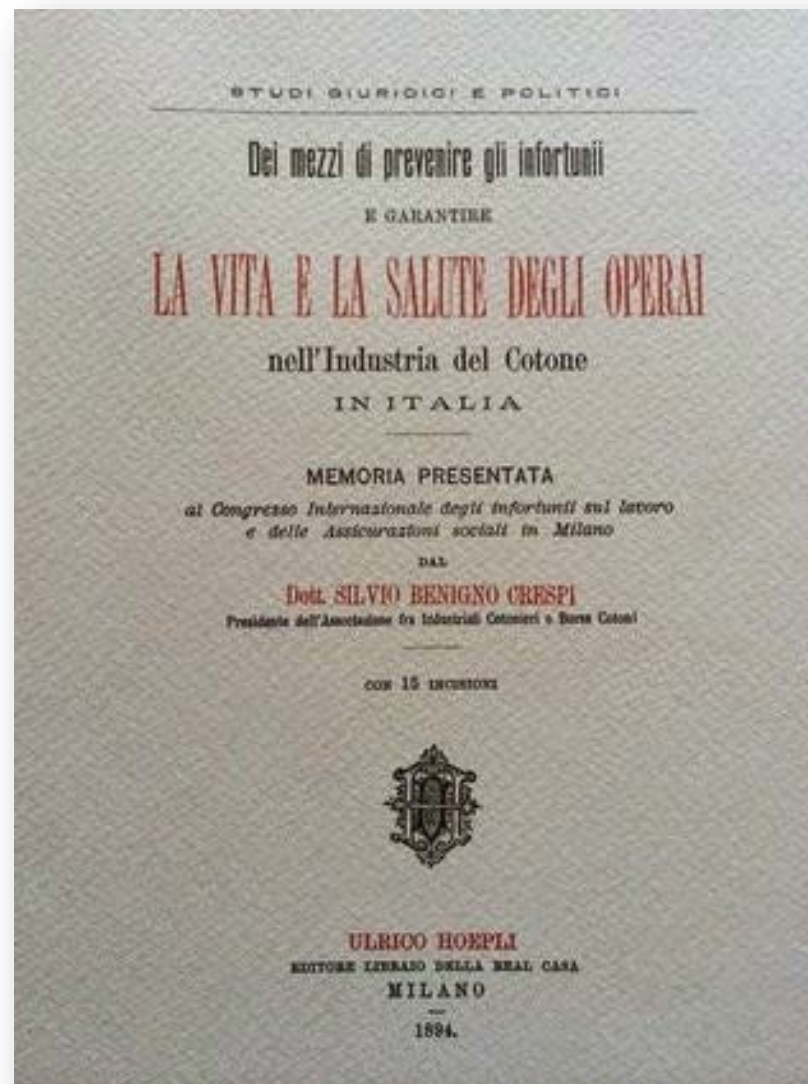 STUDI GIURIDICI E POLITICI
Dei mezzi di prevenire gli infortunii
E GARANTIRE
LA VITA E LA SALUTE DEGLI OPERAI
nell'Industria del Cotone
IN ITALIA
MEMORIA PRESENTATA
al Congresso Internazionale degli infortunii sul lavoro
e delle Assicurazioni sociali in Milano
DAL
Dott. SILVIO BENIGNO CRESPI
Presidente dell'Associazione fra Industriali Cotonieri e Borsa Cotoni
CON 15 INCISIONI
ULRICO HOEPLI
EDITORE LIBRAIO DELLA REAL CASA
MILANO
1894.